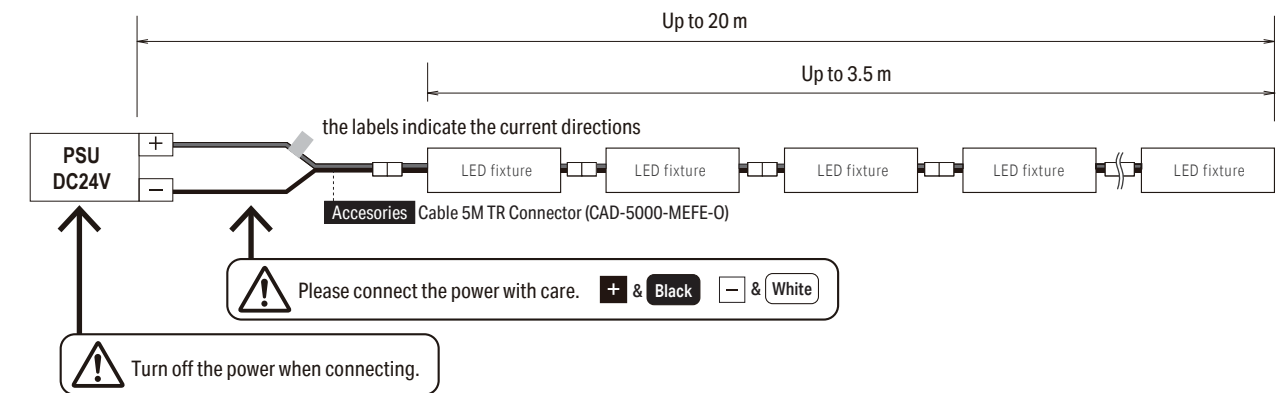 Up to 20 m
Up to 3.5 m
the labels indicate the current directions
PSU
DC24V
+
−
LED fixture
LED fixture
LED fixture
LED fixture
LED fixture
Accesories Cable 5M TR Connector (CAD-5000-MEFE-O)
Please connect the power with care. + & Black − & White
Turn off the power when connecting.